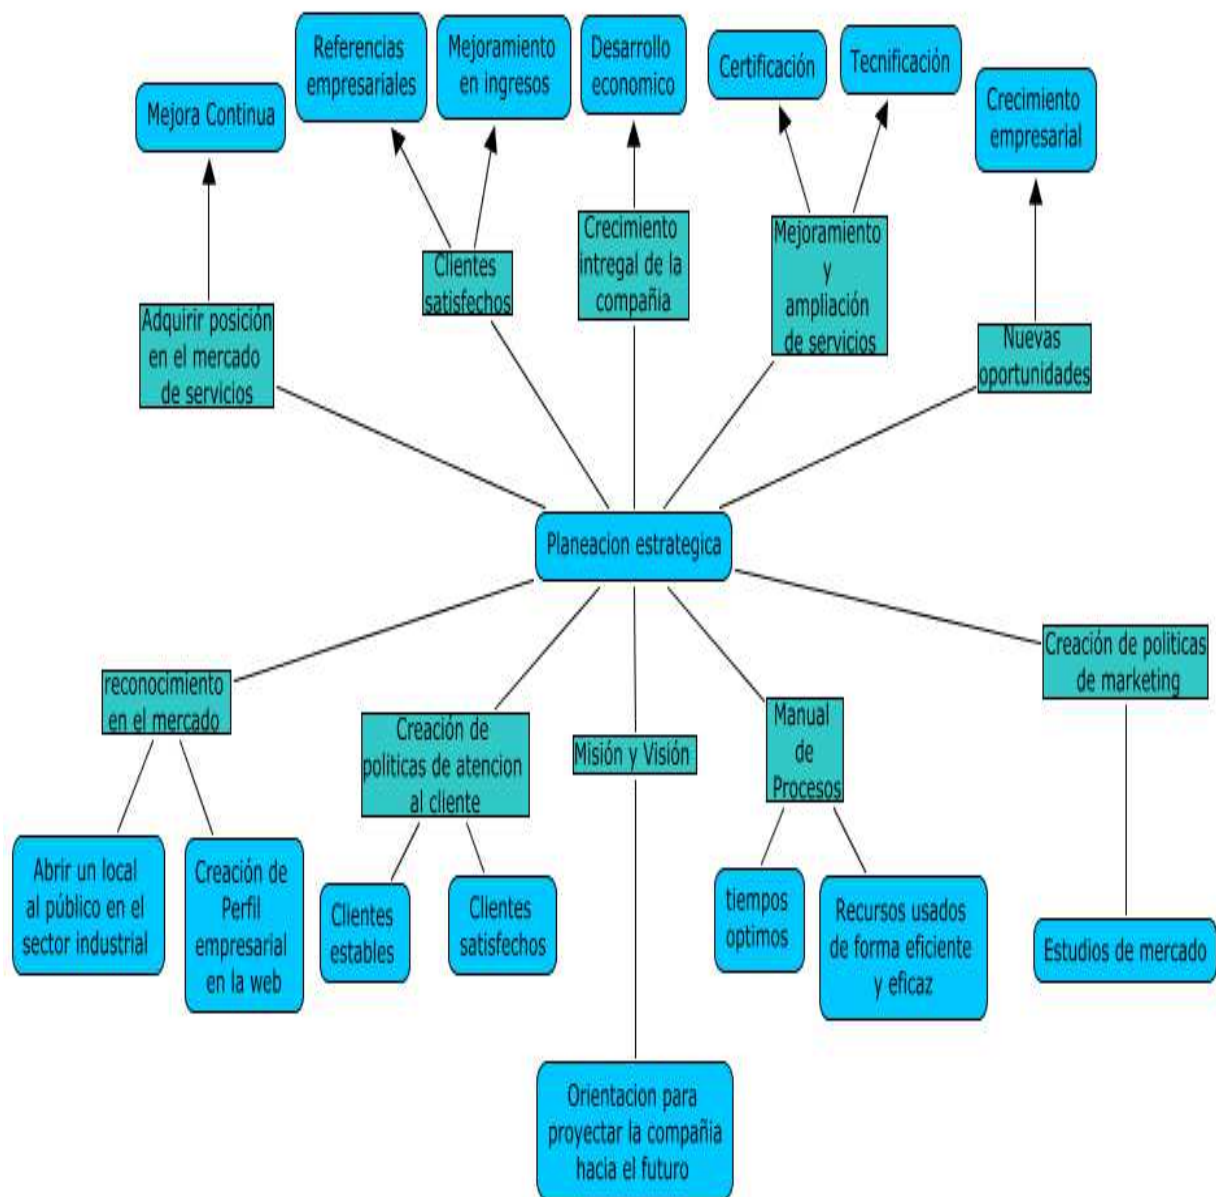 Referencias
empresariales
Mejoramiento
en ingresos
Desarrollo
economico
Certificación
Tecnificación
Mejora Continua
Crecimiento
empresarial
Clientes
satisfechos
Crecimiento
intregal de la
compañia
Mejoramiento
y
ampliación
de servicios
Adquirir posición
en el mercado
de servicios
Nuevas
oportunidades
Planeacion estrategica
reconocimiento
en el mercado
Creación de
politicas de atencion
al cliente
Misión y Visión
Manual
de
Procesos
Creación de politicas
de marketing
Abrir un local
al público en el
sector industrial
Creación de
Perfil
empresarial
en la web
Clientes
estables
Clientes
satisfechos
tiempos
optimos
Recursos usados
de forma eficiente
y eficaz
Estudios de mercado
Orientacion para
proyectar la compañia
hacia el futuro